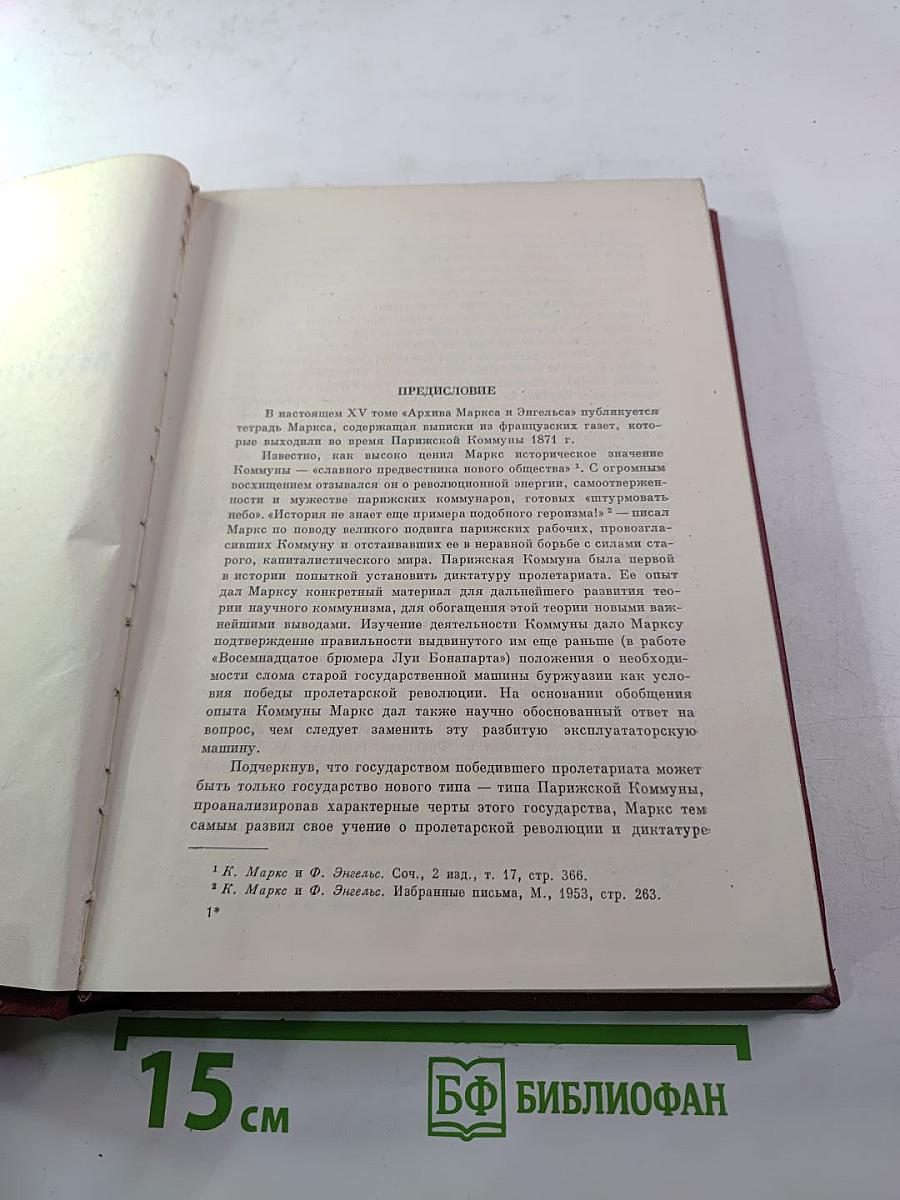 ПРЕДИСЛОВИЕ
В настоящем XV томе «Архива Маркса и Энгельса» публикуется
тетрадь Маркса, содержащая выписки из французских газет, кото-
рые выходили во время Парижской Коммуны 1871 г.
Известно, как высоко ценил Маркс историческое значение
Коммуны — «славного предвестника нового общества» ¹. С огромным
восхищением отзывался он о революционной энергии, самоотвержен-
ности и мужестве парижских коммунаров, готовых «штурмовать
небо». «История не знает еще примера подобного героизма!» ² — писал
Маркс по поводу великого подвига парижских рабочих, провозгла-
сивших Коммуну и отстаивавших ее в неравной борьбе с силами ста-
рого, капиталистического мира. Парижская Коммуна была первой
в истории попыткой установить диктатуру пролетариата. Ее опыт
дал Марксу конкретный материал для дальнейшего развития тео-
рии научного коммунизма, для обогащения этой теории новыми важ-
нейшими выводами. Изучение деятельности Коммуны дало Марксу
подтверждение правильности выдвинутого им еще раньше (в работе
«Восемнадцатое брюмера Луи Бонапарта») положения о необходи-
мости слома старой государственной машины буржуазии как усло-
вия победы пролетарской революции. На основании обобщения
опыта Коммуны Маркс дал также научно обоснованный ответ на
вопрос, чем следует заменить эту разбитую эксплуататорскую
машину.
Подчеркнув, что государством победившего пролетариата может
быть только государство нового типа — типа Парижской Коммуны,
проанализировав характерные черты этого государства, Маркс тем
самым развил свое учение о пролетарской революции и диктатуре
¹ К. Маркс и Ф. Энгельс. Соч., 2 изд., т. 17, стр. 366.
² К. Маркс и Ф. Энгельс. Избранные письма, М., 1953, стр. 263.
1*
15 см
БФ БИБЛИОФАН